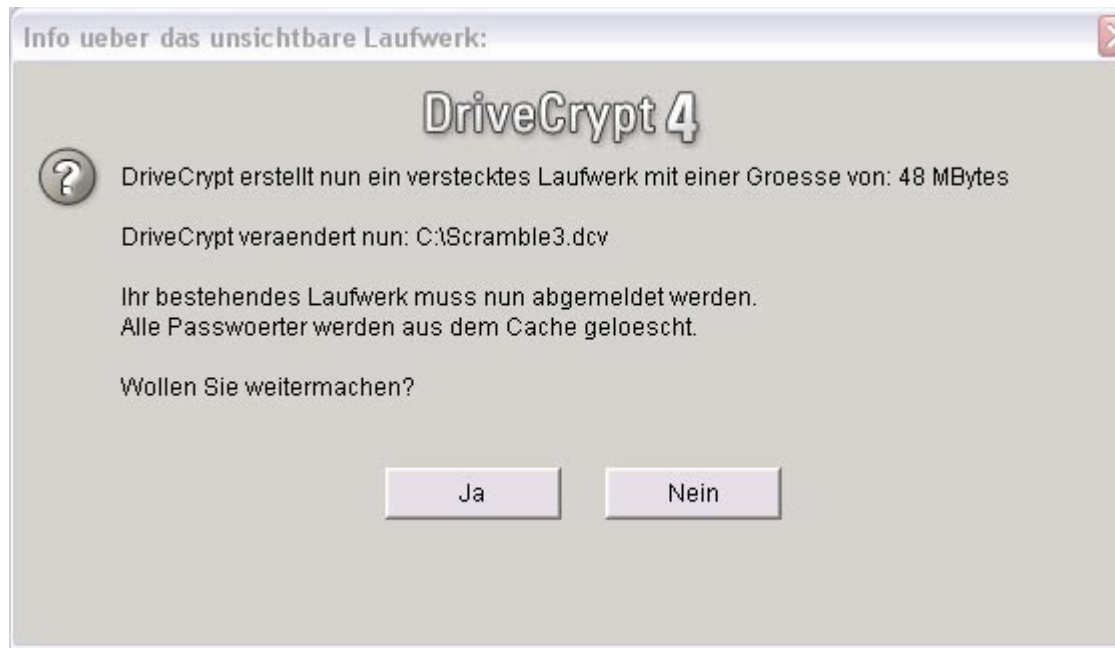 Info ueber das unsichtbare Laufwerk:
DriveCrypt 4
DriveCrypt erstellt nun ein verstecktes Laufwerk mit einer Groesse von: 48 MBytes
DriveCrypt veraendert nun: C:\Scramble3.dcv
Ihr bestehendes Laufwerk muss nun abgemeldet werden.
Alle Passwoerter werden aus dem Cache geloescht.
Wollen Sie weitermachen?
Ja
Nein